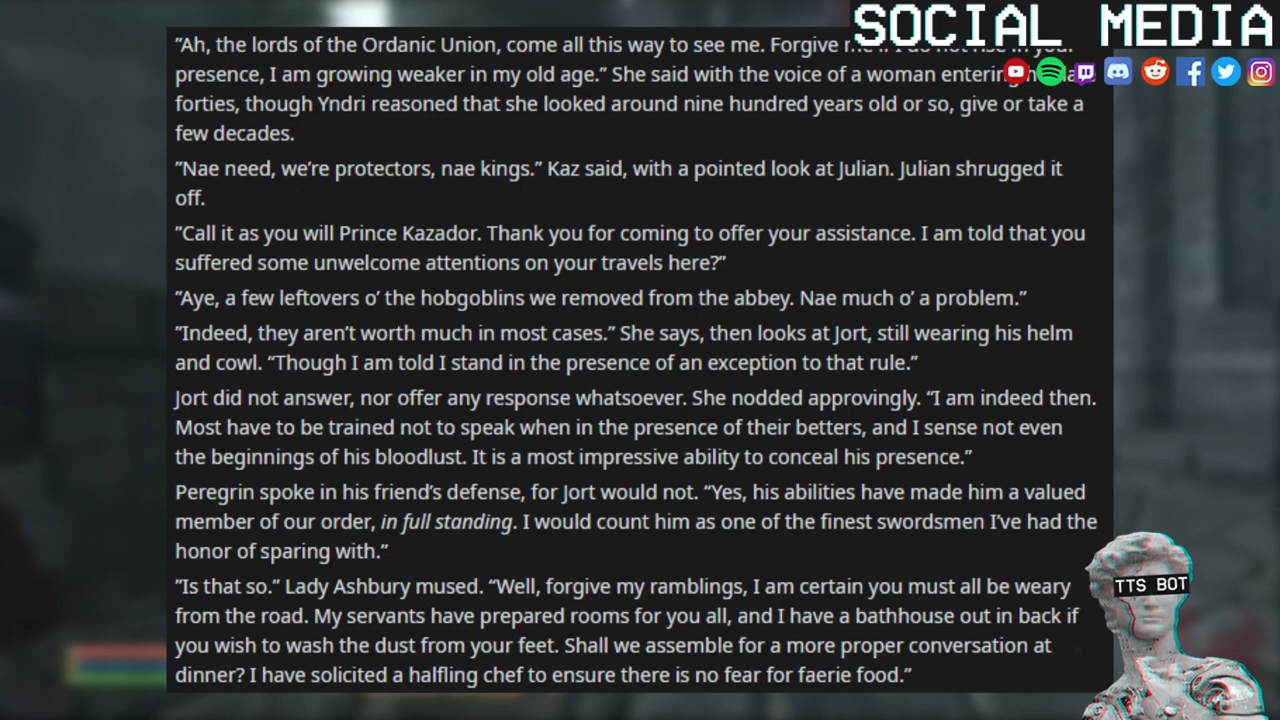 SOCIAL MEDIA
"Ah, the lords of the Ordanic Union, come all this way to see me. Forgive
presence, I am growing weaker in my old age." She said with the voice of a woman entering
forties, though Yndri reasoned that she looked around nine hundred years old or so, give or take a
few decades.
"Nae need, we're protectors, nae kings." Kaz said, with a pointed look at Julian. Julian shrugged it
off.
"Call it as you will Prince Kazador. Thank you for coming to offer your assistance. I am told that you
suffered some unwelcome attentions on your travels here?"
"Aye, a few leftovers o' the hobgoblins we removed from the abbey. Nae much o' a problem."
"Indeed, they aren't worth much in most cases." She says, then looks at Jort, still wearing his helm
and cowl. "Though I am told I stand in the presence of an exception to that rule."
Jort did not answer, nor offer any response whatsoever. She nodded approvingly. "I am indeed then.
Most have to be trained not to speak when in the presence of their betters, and I sense not even
the beginnings of his bloodlust. It is a most impressive ability to conceal his presence."
Peregrin spoke in his friend's defense, for Jort would not. "Yes, his abilities have made him a valued
member of our order, in full standing. I would count him as one of the finest swordsmen I've had the
honor of sparing with."
"Is that so." Lady Ashbury mused. "Well, forgive my ramblings, I am certain you must all be weary
from the road. My servants have prepared rooms for you all, and I have a bathhouse out in back if
you wish to wash the dust from your feet. Shall we assemble for a more proper conversation at
dinner? I have solicited a halfling chef to ensure there is no fear for faerie food."
TTS BOT